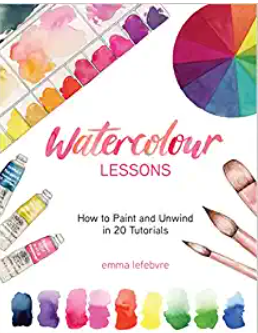 Watercolour
LESSONS
How to Paint and Unwind
in 20 Tutorials
emma lefebvre